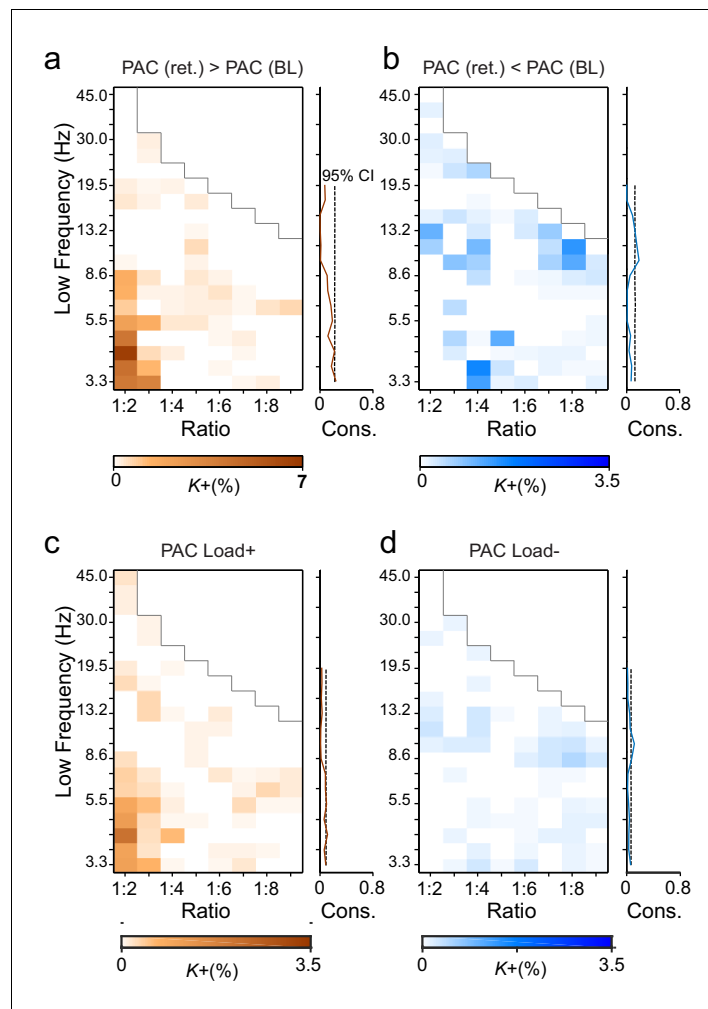 a
PAC (ret.) > PAC (BL)
Low Frequency (Hz)
45.0
30.0
19.5
13.2
8.6
5.5
3.3
1:2 1:4 1:6 1:8
Ratio
95% CI
0 0.8
Cons.
0 7
K+(%)
b
PAC (ret.) < PAC (BL)
45.0
30.0
19.5
13.2
8.6
5.5
3.3
1:2 1:4 1:6 1:8
Ratio
0 0.8
Cons.
0 3.5
K+(%)
c
PAC Load+
Low Frequency (Hz)
45.0
30.0
19.5
13.2
8.6
5.5
3.3
1:2 1:4 1:6 1:8
Ratio
0 0.8
Cons.
0 3.5
K+(%)
d
PAC Load-
45.0
30.0
19.5
13.2
8.6
5.5
3.3
1:2 1:4 1:6 1:8
Ratio
0 0.8
Cons.
0 3.5
K+(%)